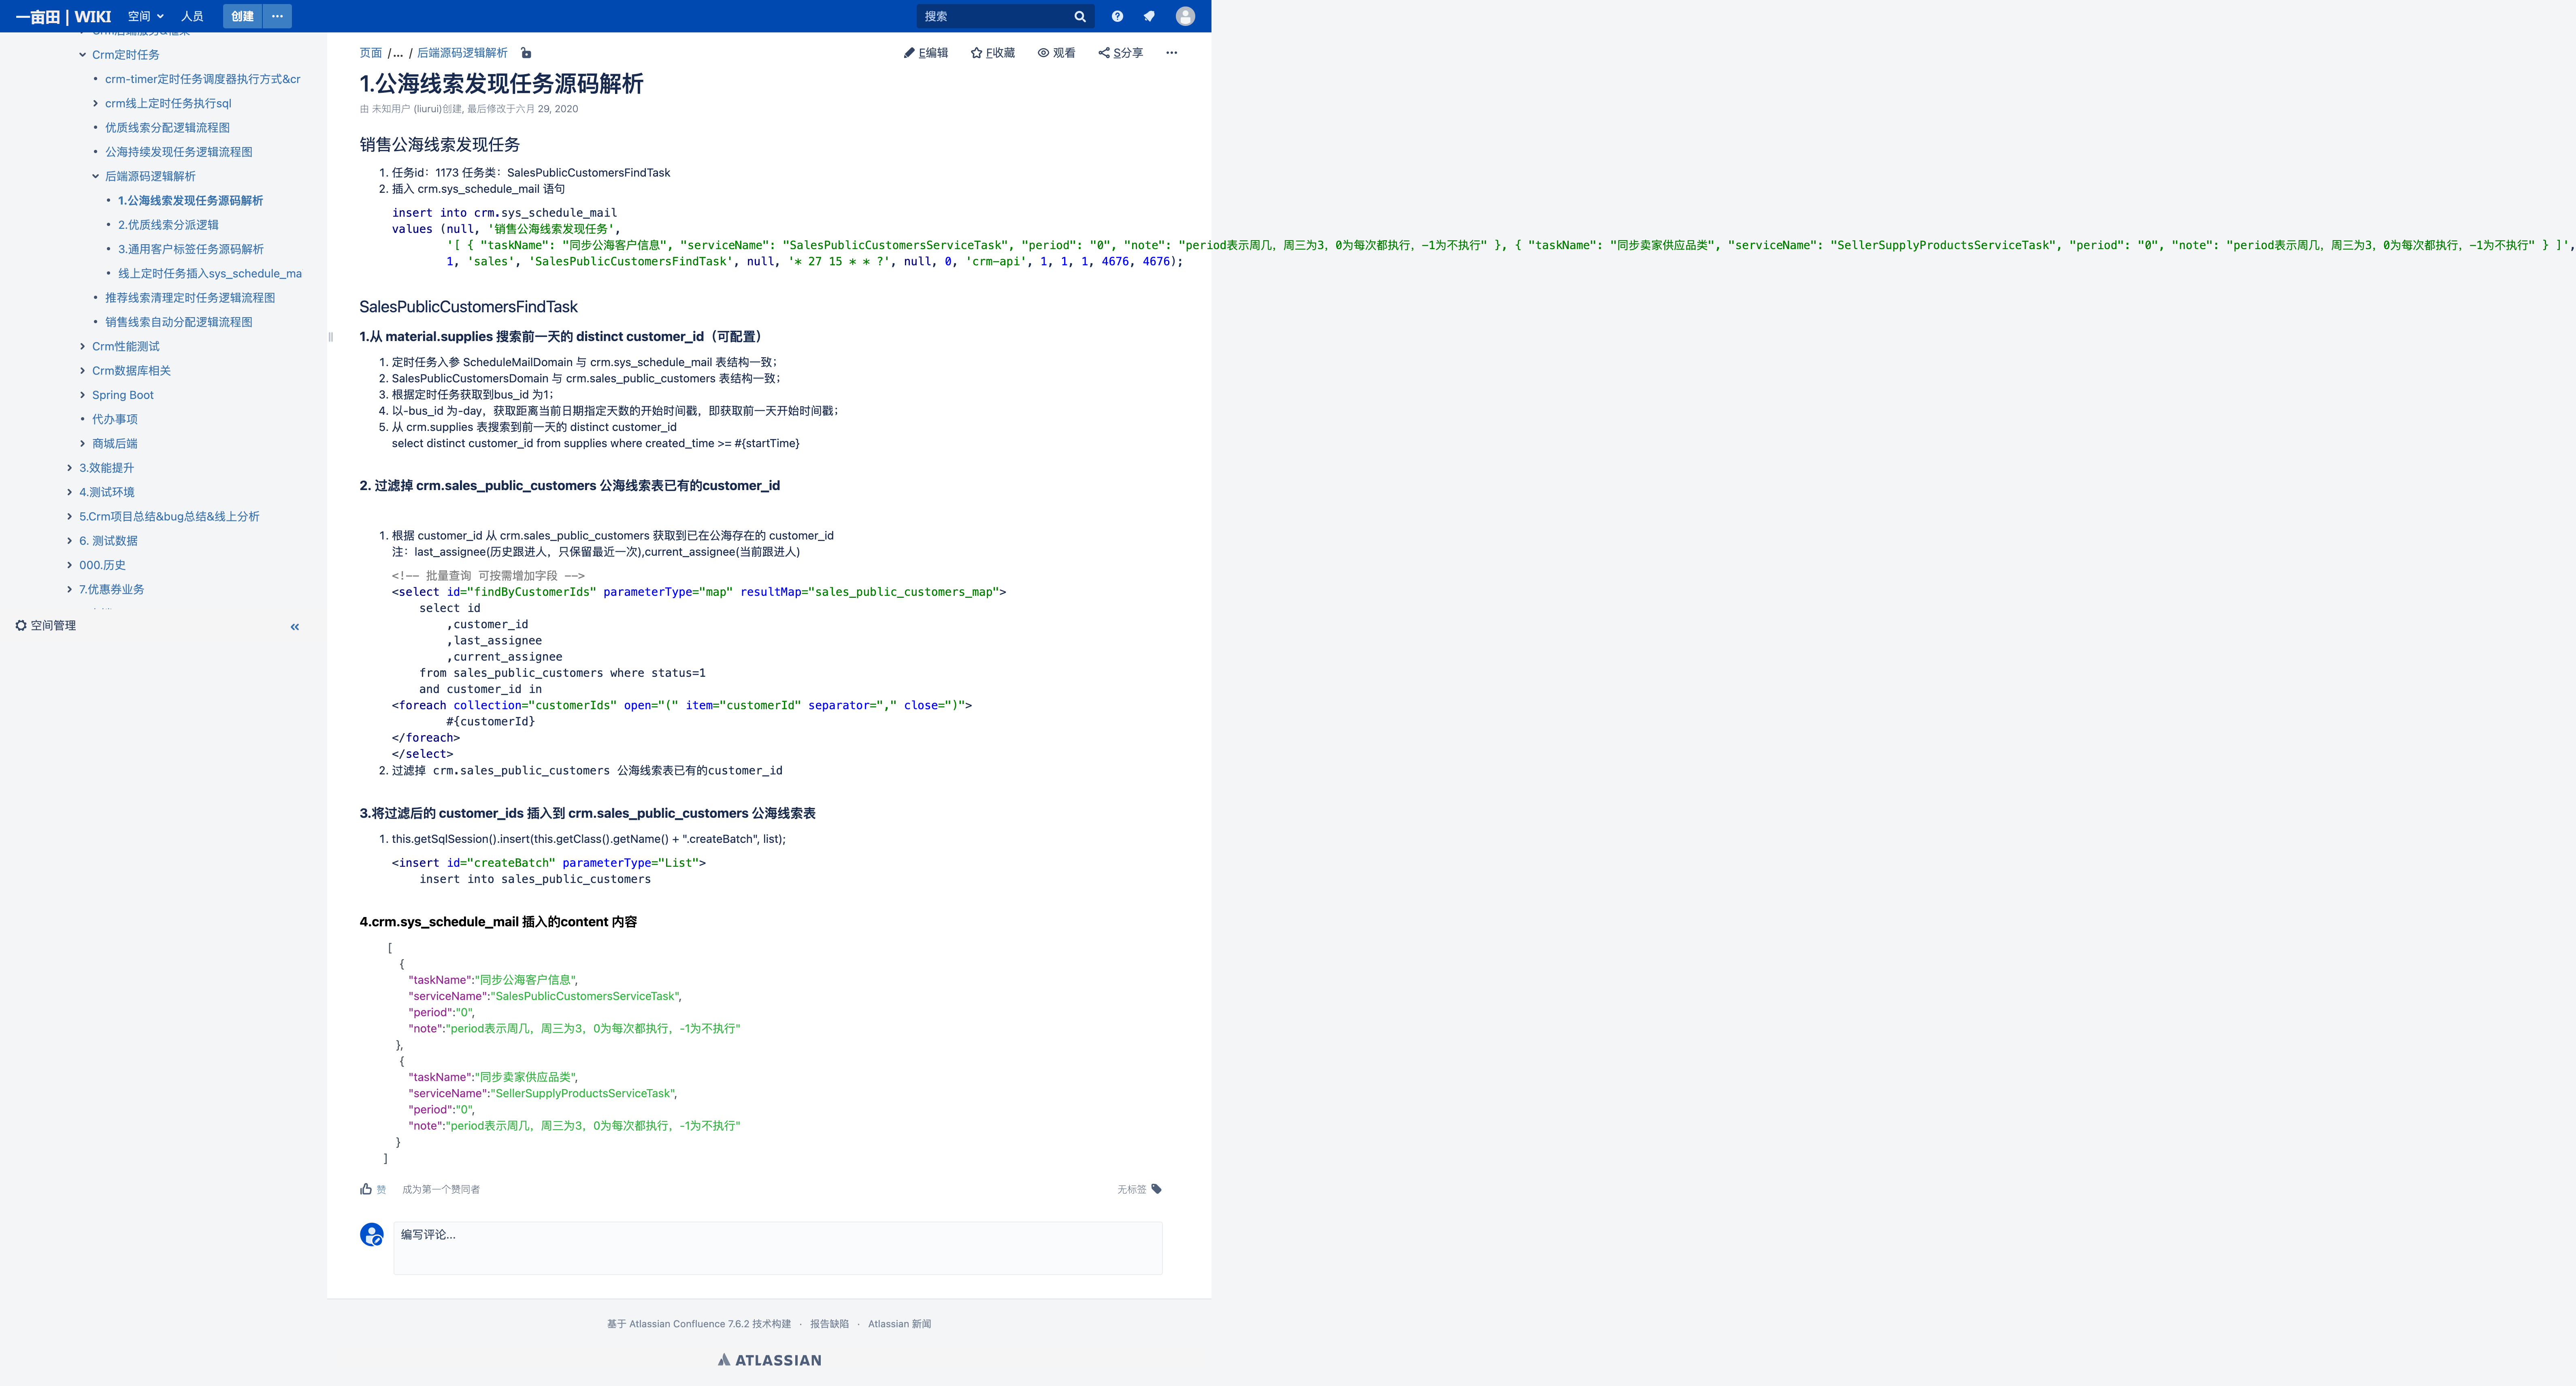 一亩田 | WIKI 空间 人员 创建 ··· 搜索
Crm定时任务
crm-timer定时任务调度器执行方式&cr
crm线上定时任务执行sql
优质线索分配逻辑流程图
公海持续发现任务逻辑流程图
后端源码逻辑解析
1.公海线索发现任务源码解析
2.优质线索分派逻辑
3.通用客户标签任务源码解析
线上定时任务插入sys_schedule_ma
推荐线索清理定时任务逻辑流程图
销售线索自动分配逻辑流程图
Crm性能测试
Crm数据库相关
Spring Boot
代办事项
商城后端
3.效能提升
4.测试环境
5.Crm项目总结&bug总结&线上分析
6. 测试数据
000.历史
7.优惠券业务
空间管理
页面 /... / 后端源码逻辑解析 E编辑 F收藏 观看 S分享 ···
1.公海线索发现任务源码解析
由 未知用户 (liurui)创建, 最后修改于六月 29, 2020
销售公海线索发现任务
1. 任务id：1173 任务类：SalesPublicCustomersFindTask
2. 插入 crm.sys_schedule_mail 语句
insert into crm.sys_schedule_mail
values (null, '销售公海线索发现任务',
'[ { "taskName": "同步公海客户信息", "serviceName": "SalesPublicCustomersServiceTask", "period": "0", "note": "period表示周几，周三为3，0为每次都执行，-1为不执行" }, { "taskName": "同步卖家供应品类", "serviceName": "SellerSupplyProductsServiceTask", "period": "0", "note": "period表示周几，周三为3，0为每次都执行，-1为不执行" } ]',
1, 'sales', 'SalesPublicCustomersFindTask', null, '* 27 15 * * ?', null, 0, 'crm-api', 1, 1, 1, 4676, 4676);
SalesPublicCustomersFindTask
1.从 material.supplies 搜索前一天的 distinct customer_id（可配置）
1. 定时任务入参 ScheduleMailDomain 与 crm.sys_schedule_mail 表结构一致；
2. SalesPublicCustomersDomain 与 crm.sales_public_customers 表结构一致；
3. 根据定时任务获取到bus_id 为1；
4. 以-bus_id 为-day，获取距离当前日期指定天数的开始时间戳，即获取前一天开始时间戳；
5. 从 crm.supplies 表搜索到前一天的 distinct customer_id
select distinct customer_id from supplies where created_time >= #{startTime}
2. 过滤掉 crm.sales_public_customers 公海线索表已有的customer_id
1. 根据 customer_id 从 crm.sales_public_customers 获取到已在公海存在的 customer_id
注：last_assignee(历史跟进人，只保留最近一次),current_assignee(当前跟进人)
<!-- 批量查询 可按需增加字段 -->
<select id="findByCustomerIds" parameterType="map" resultMap="sales_public_customers_map">
select id
,customer_id
,last_assignee
,current_assignee
from sales_public_customers where status=1
and customer_id in
<foreach collection="customerIds" open="(" item="customerId" separator="," close=")">
#{customerId}
</foreach>
</select>
2. 过滤掉 crm.sales_public_customers 公海线索表已有的customer_id
3.将过滤后的 customer_ids 插入到 crm.sales_public_customers 公海线索表
1. this.getSqlSession().insert(this.getClass().getName() + ".createBatch", list);
<insert id="createBatch" parameterType="List">
insert into sales_public_customers
4.crm.sys_schedule_mail 插入的content 内容
[
{
"taskName":"同步公海客户信息",
"serviceName":"SalesPublicCustomersServiceTask",
"period":"0",
"note":"period表示周几，周三为3，0为每次都执行，-1为不执行"
},
{
"taskName":"同步卖家供应品类",
"serviceName":"SellerSupplyProductsServiceTask",
"period":"0",
"note":"period表示周几，周三为3，0为每次都执行，-1为不执行"
}
]
赞 成为第一个赞同者 无标签
编写评论...
基于 Atlassian Confluence 7.6.2 技术构建 · 报告缺陷 · Atlassian 新闻
ATLASSIAN